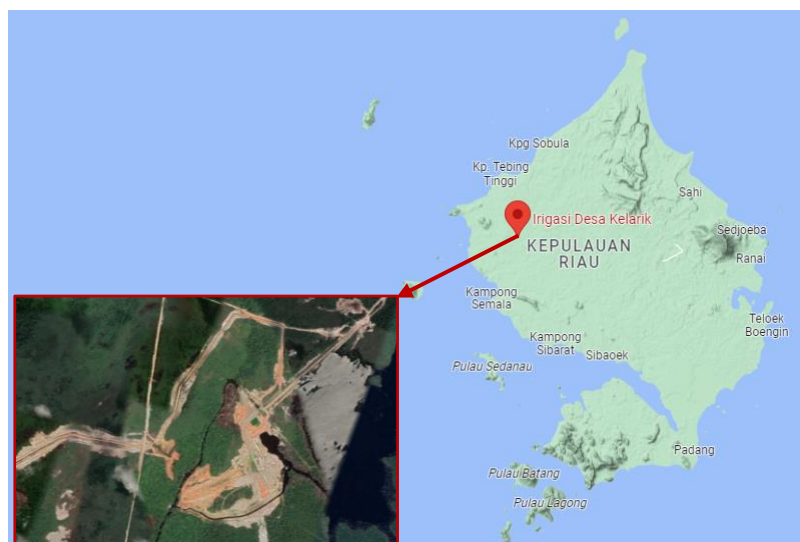 Kpg Sobula
Kp. Tebing
Tinggi
Sahi
Irigasi Desa Kelarik
Sedjoeba
KEPULAUAN
RIAU
Ranai
Kampong
Semala
Teloek
Boengin
Kampong
Sibarat
Sibaoek
Pulau Sedanau
Padang
Pulau Batang
Pulau Lagong